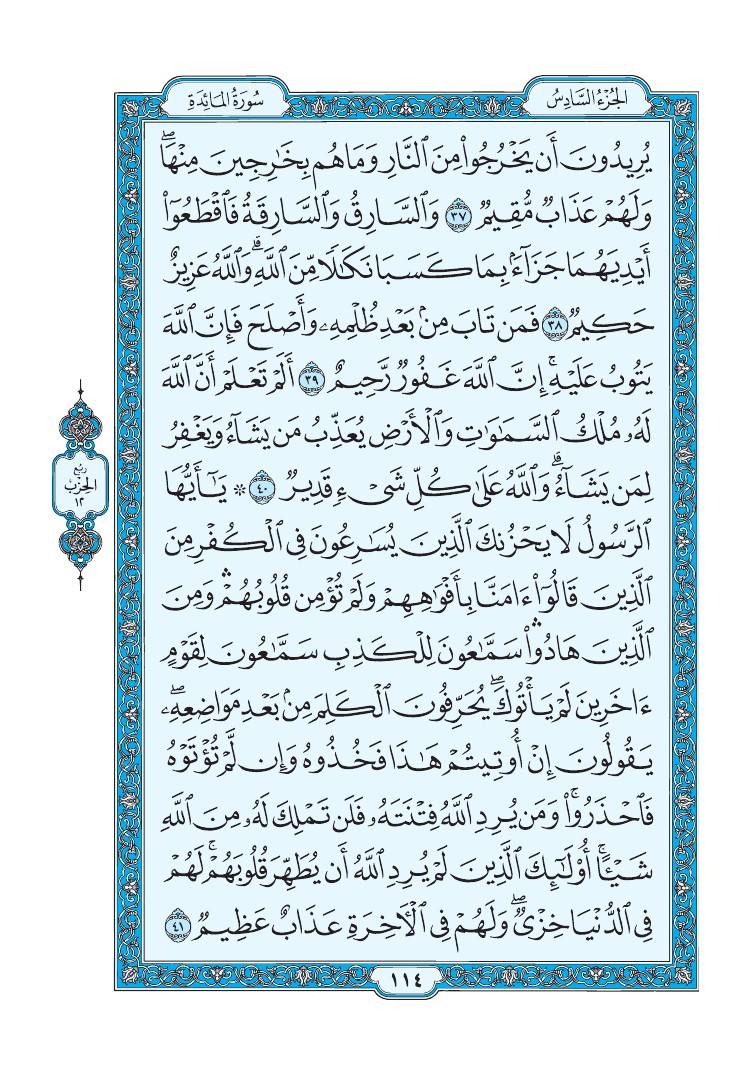 الجُزْءُ السَّادِسُ
سُورَةُ المَائِدَةِ
يُرِيدُونَ أَن يَخْرُجُوا۟ مِنَ ٱلنَّارِ وَمَا هُم بِخَٰرِجِينَ مِنْهَاۖ
وَلَهُمْ عَذَابٌ مُّقِيمٌ ٣٧ وَٱلسَّارِقُ وَٱلسَّارِقَةُ فَٱقْطَعُوٓا۟
أَيْدِيَهُمَا جَزَآءَۢ بِمَا كَسَبَا نَكَٰلًا مِّنَ ٱللَّهِۗ وَٱللَّهُ عَزِيزٌ
حَكِيمٌ ٣٨ فَمَن تَابَ مِنۢ بَعْدِ ظُلْمِهِۦ وَأَصْلَحَ فَإِنَّ ٱللَّهَ
يَتُوبُ عَلَيْهِۚ إِنَّ ٱللَّهَ غَفُورٌ رَّحِيمٌ ٣٩ أَلَمْ تَعْلَمْ أَنَّ ٱللَّهَ
لَهُۥ مُلْكُ ٱلسَّمَٰوَٰتِ وَٱلْأَرْضِ يُعَذِّبُ مَن يَشَآءُ وَيَغْفِرُ
لِمَن يَشَآءُۗ وَٱللَّهُ عَلَىٰ كُلِّ شَىْءٍ قَدِيرٌ ٤٠ * يَٰٓأَيُّهَا
ٱلرَّسُولُ لَا يَحْزُنكَ ٱلَّذِينَ يُسَٰرِعُونَ فِى ٱلْكُفْرِ مِنَ
ٱلَّذِينَ قَالُوٓا۟ ءَامَنَّا بِأَفْوَٰهِهِمْ وَلَمْ تُؤْمِن قُلُوبُهُمْۛ وَمِنَ
ٱلَّذِينَ هَادُوا۟ۛ سَمَّٰعُونَ لِلْكَذِبِ سَمَّٰعُونَ لِقَوْمٍ
ءَاخَرِينَ لَمْ يَأْتُوكَۖ يُحَرِّفُونَ ٱلْكَلِمَ مِنۢ بَعْدِ مَوَاضِعِهِۦۖ
يَقُولُونَ إِنْ أُوتِيتُمْ هَٰذَا فَخُذُوهُ وَإِن لَّمْ تُؤْتَوْهُ
فَٱحْذَرُوا۟ۚ وَمَن يُرِدِ ٱللَّهُ فِتْنَتَهُۥ فَلَن تَمْلِكَ لَهُۥ مِنَ ٱللَّهِ
شَيْـًٔاۚ أُو۟لَٰٓئِكَ ٱلَّذِينَ لَمْ يُرِدِ ٱللَّهُ أَن يُطَهِّرَ قُلُوبَهُمْۚ لَهُمْ
فِى ٱلدُّنْيَا خِزْىٌۖ وَلَهُمْ فِى ٱلْءَاخِرَةِ عَذَابٌ عَظِيمٌ ٤١
رُبْع
الحِزْبُ
١٢
١١٤